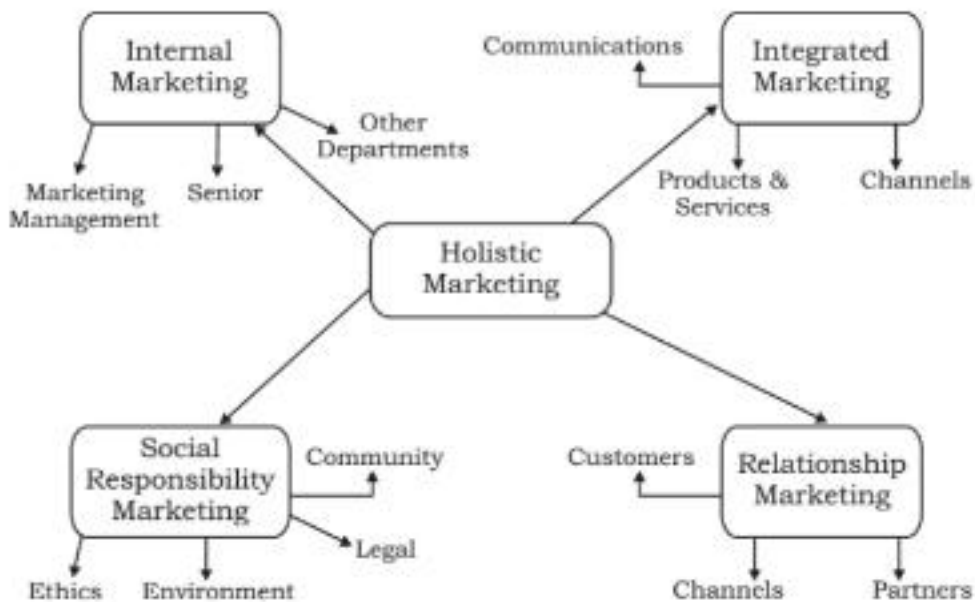 Internal
Marketing
Communications
Integrated
Marketing
Other
Departments
Marketing
Management
Senior
Products &
Services
Channels
Holistic
Marketing
Social
Responsibility
Marketing
Community
Legal
Ethics
Environment
Customers
Relationship
Marketing
Channels
Partners